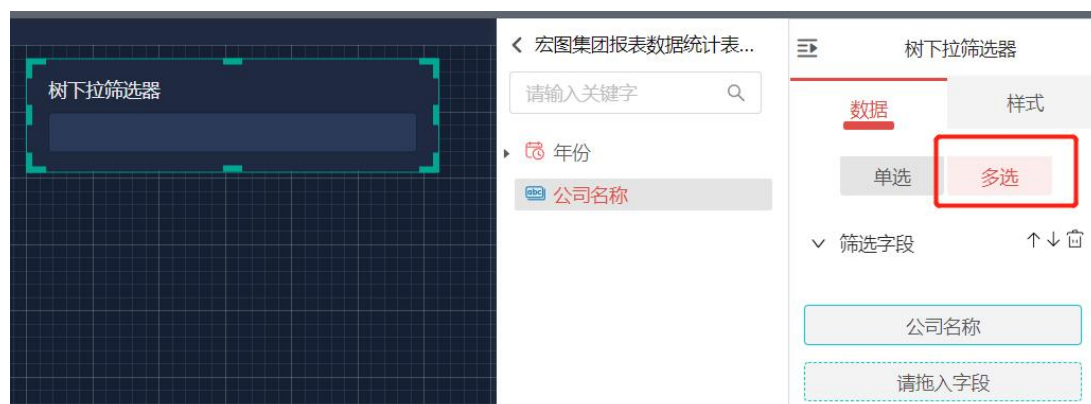 树下拉筛选器
宏图集团报表数据统计表...
请输入关键字
年份
abc
公司名称
树下拉筛选器
数据
样式
单选
多选
筛选字段
公司名称
请拖入字段